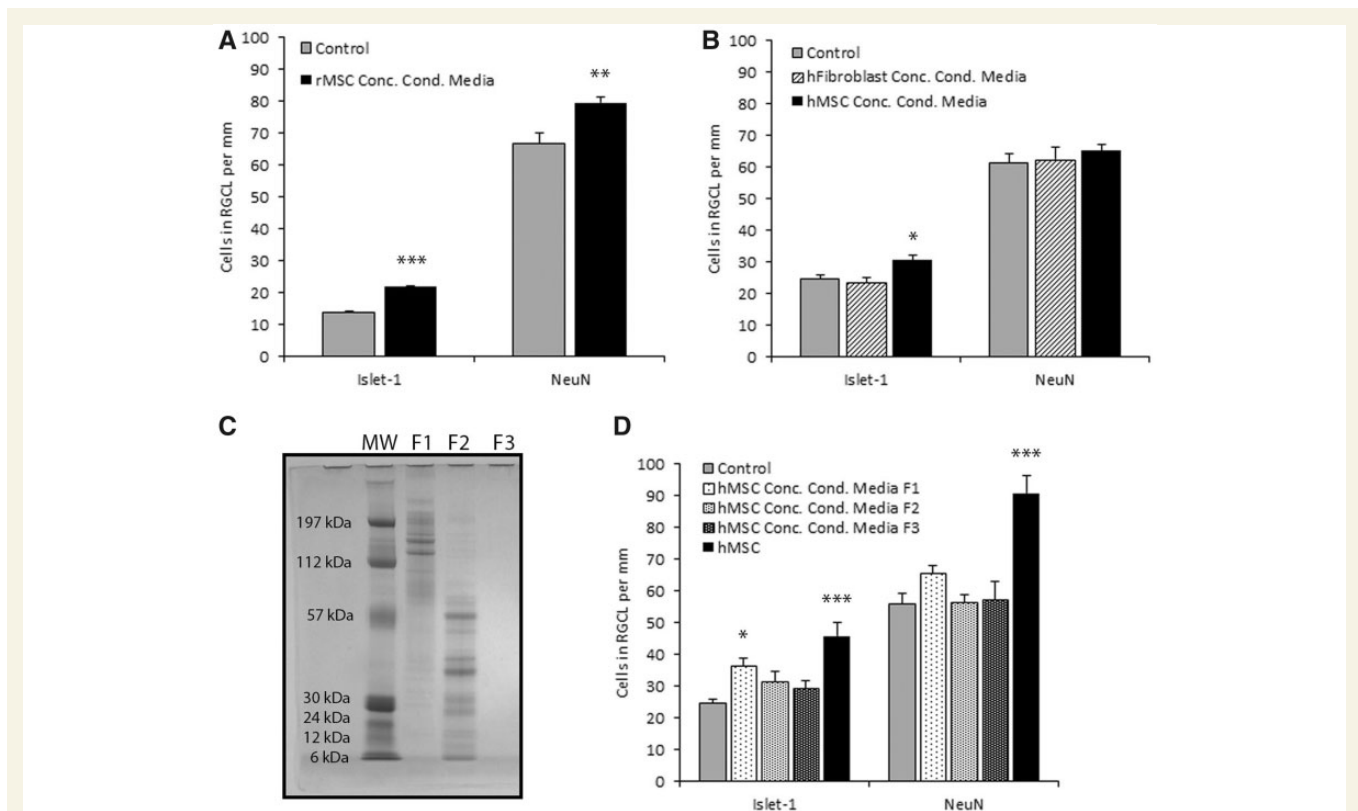 A
Control
rMSC Conc. Cond. Media
**
***
100
90
80
70
60
50
40
30
20
10
0
Cells in RGCL per mm
Islet-1
NeuN
B
Control
hFibroblast Conc. Cond. Media
hMSC Conc. Cond. Media
*
100
90
80
70
60
50
40
30
20
10
0
Cells in RGCL per mm
Islet-1
NeuN
C
MW F1 F2 F3
197 kDa
112 kDa
57 kDa
30 kDa
24 kDa
12 kDa
6 kDa
D
Control
hMSC Conc. Cond. Media F1
hMSC Conc. Cond. Media F2
hMSC Conc. Cond. Media F3
hMSC
***
***
*
100
90
80
70
60
50
40
30
20
10
0
Cells in RGCL per mm
Islet-1
NeuN